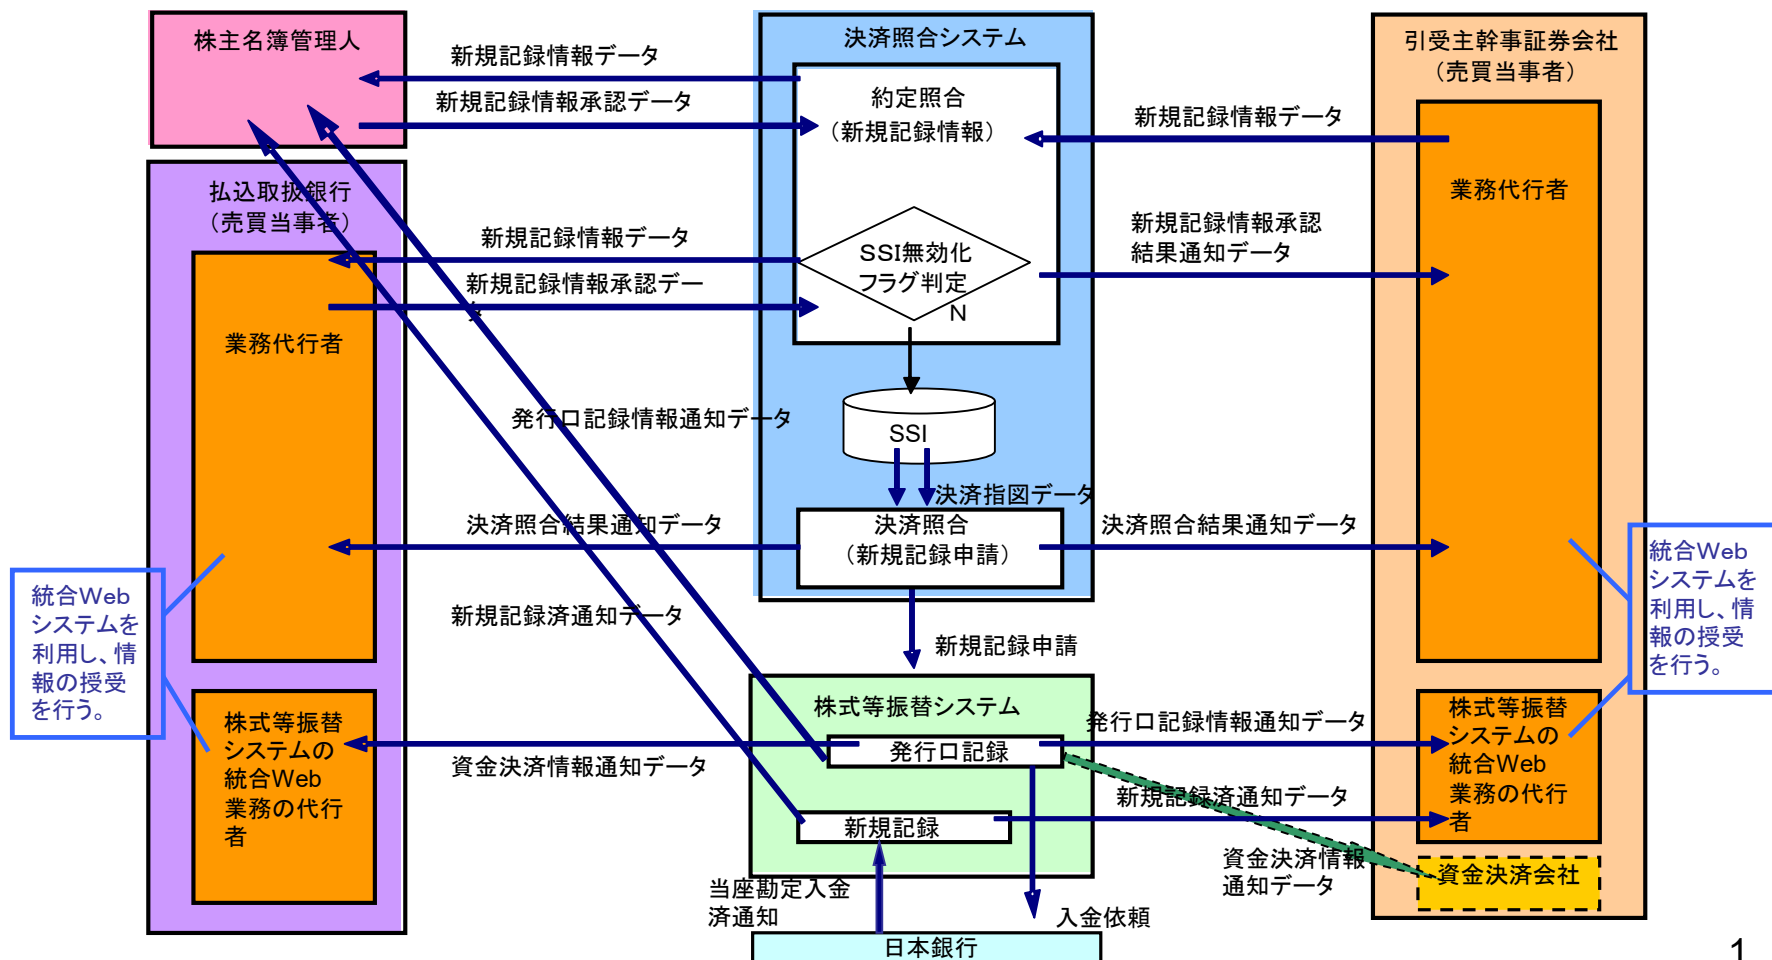 株主名簿管理人
決済照合システム
引受主幹事証券会社
（売買当事者）
新規記録情報データ
新規記録情報承認データ
約定照合
（新規記録情報）
新規記録情報データ
業務代行者
払込取扱銀行
（売買当事者）
新規記録情報データ
新規記録情報承認デー
タ
SSI無効化
フラグ判定
N
新規記録情報承認
結果通知データ
業務代行者
発行口記録情報通知データ
SSI
決済指図データ
決済照合結果通知データ
決済照合
（新規記録申請）
決済照合結果通知データ
統合Web
システムを
利用し、情
報の授受
を行う。
統合Web
システムを
利用し、情
報の授受
を行う。
新規記録済通知データ
新規記録申請
株式等振替システム
株式等振替
システムの
統合Web
業務の代行
者
資金決済情報通知データ
発行口記録
発行口記録情報通知データ
株式等振替
システムの
統合Web
業務の代行
者
新規記録
新規記録済通知データ
資金決済情報
通知データ
資金決済会社
当座勘定入金
済通知
入金依頼
日本銀行
1